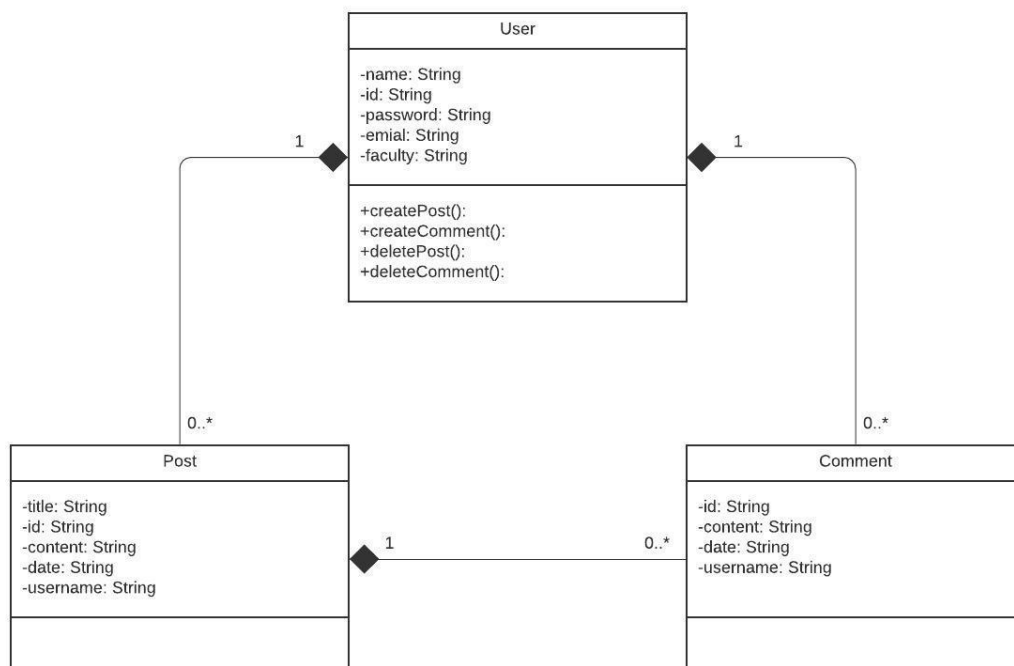 User
-name: String
-id: String
-password: String
-emial: String
-faculty: String
1
1
+createPost():
+createComment():
+deletePost():
+deleteComment():
0..*
0..*
Post
-title: String
-id: String
-content: String
-date: String
-username: String
1
0..*
Comment
-id: String
-content: String
-date: String
-username: String